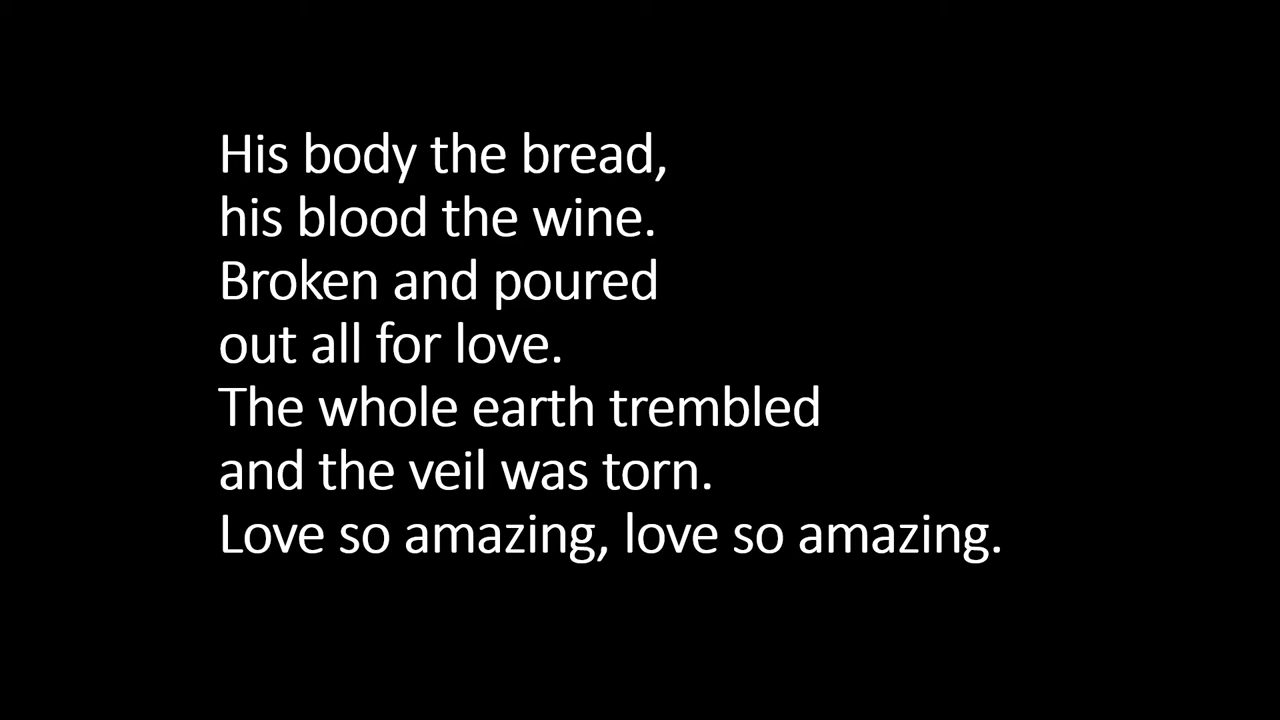 His body the bread,
his blood the wine.
Broken and poured
out all for love.
The whole earth trembled
and the veil was torn.
Love so amazing, love so amazing.